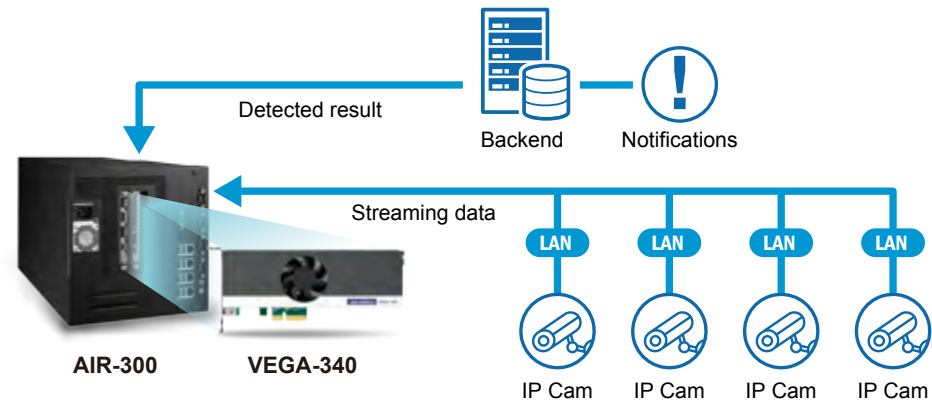 Detected result
Backend
Notifications
Streaming data
LAN LAN LAN LAN
AIR-300
VEGA-340
IP Cam IP Cam IP Cam IP Cam